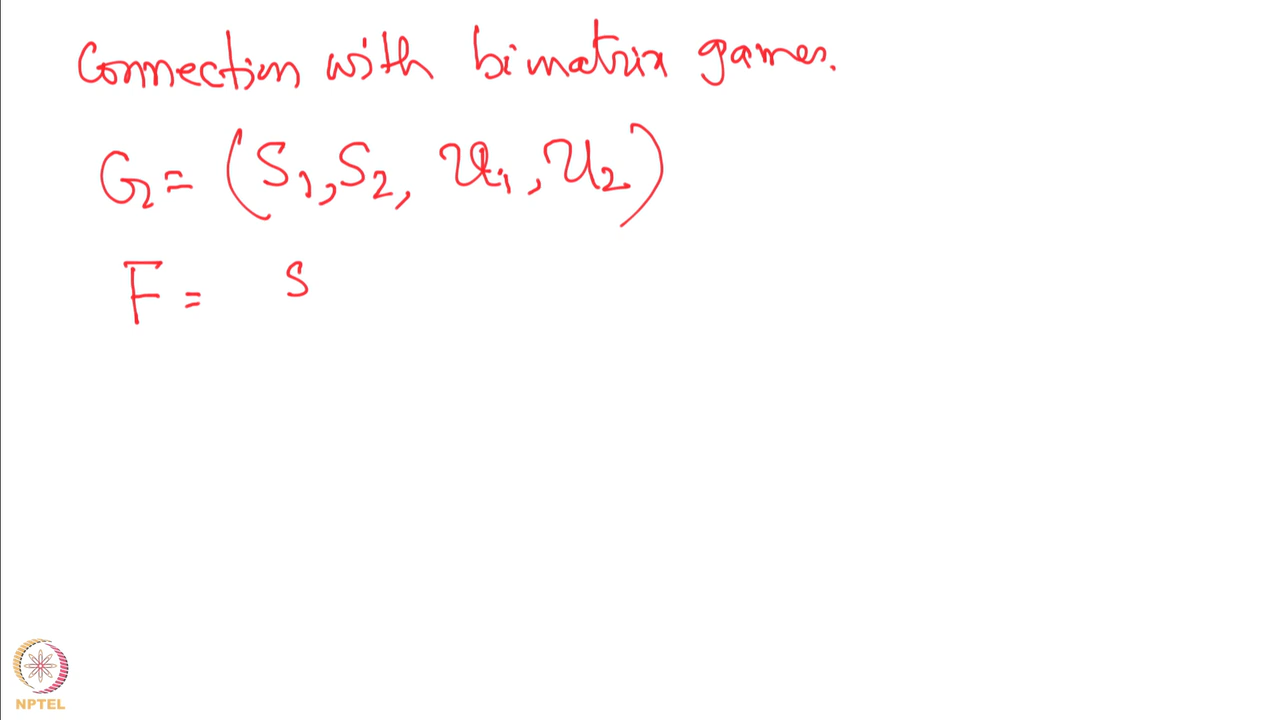 Connection with bimatrix games.
G₂ = (S₁, S₂, u₁, u₂)
F = S
NPTEL